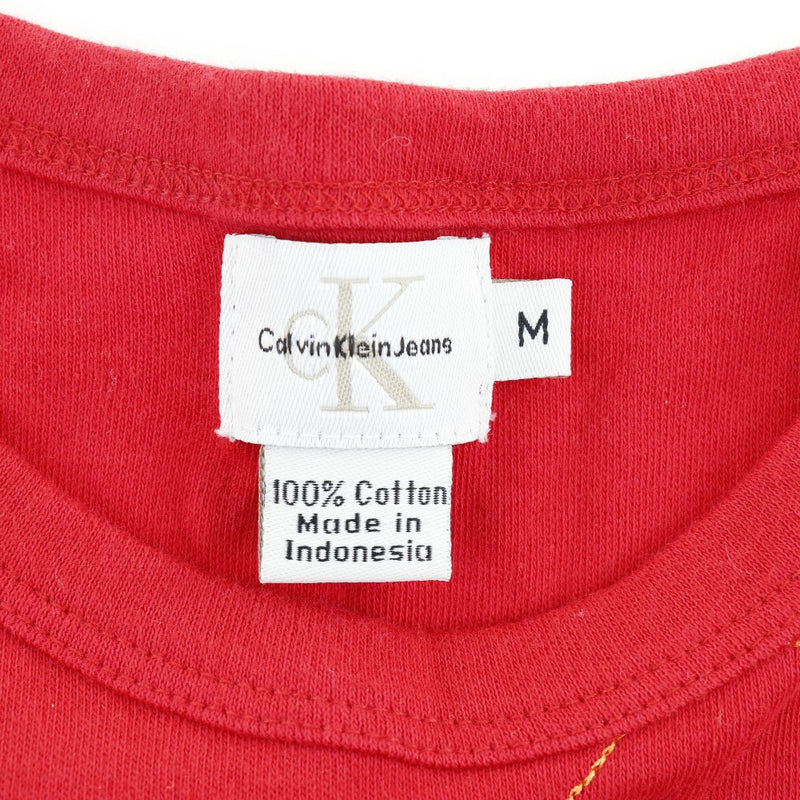 cK
CalvinKleinJeans
M
100% Cotton
Made in
Indonesia